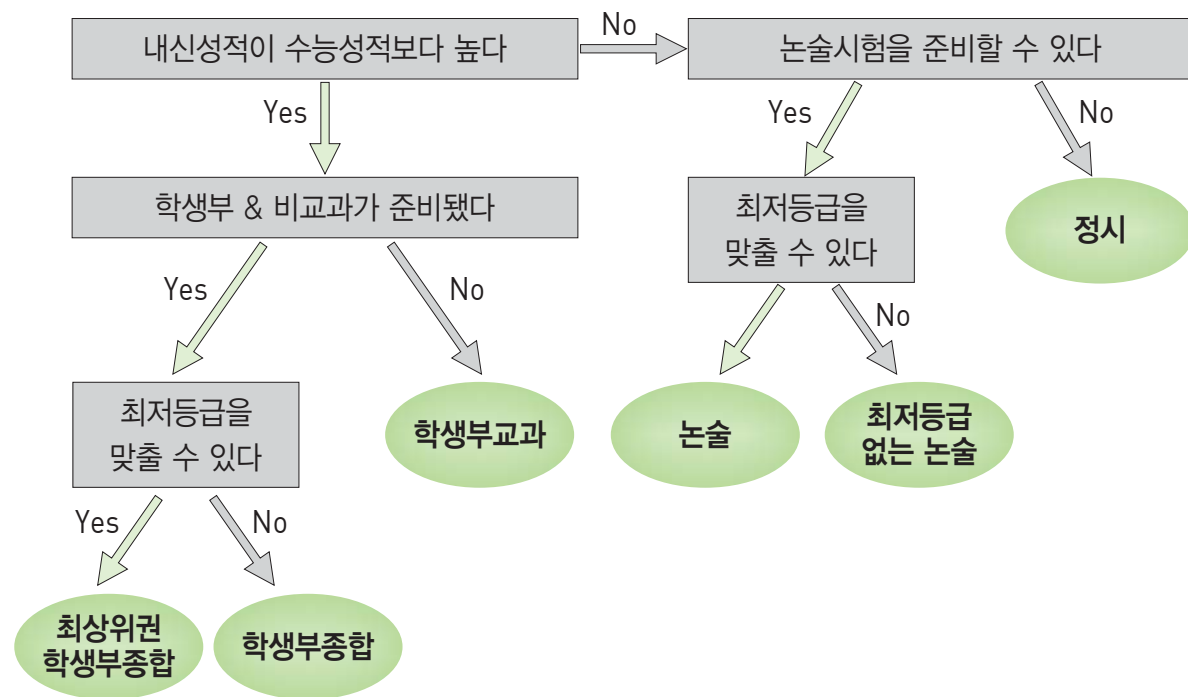 내신성적이 수능성적보다 높다
No
논술시험을 준비할 수 있다
Yes
Yes
No
학생부 & 비교과가 준비됐다
최저등급을
맞출 수 있다
정시
Yes
No
No
최저등급을
맞출 수 있다
학생부교과
논술
최저등급
없는 논술
Yes
No
최상위권
학생부종합
학생부종합